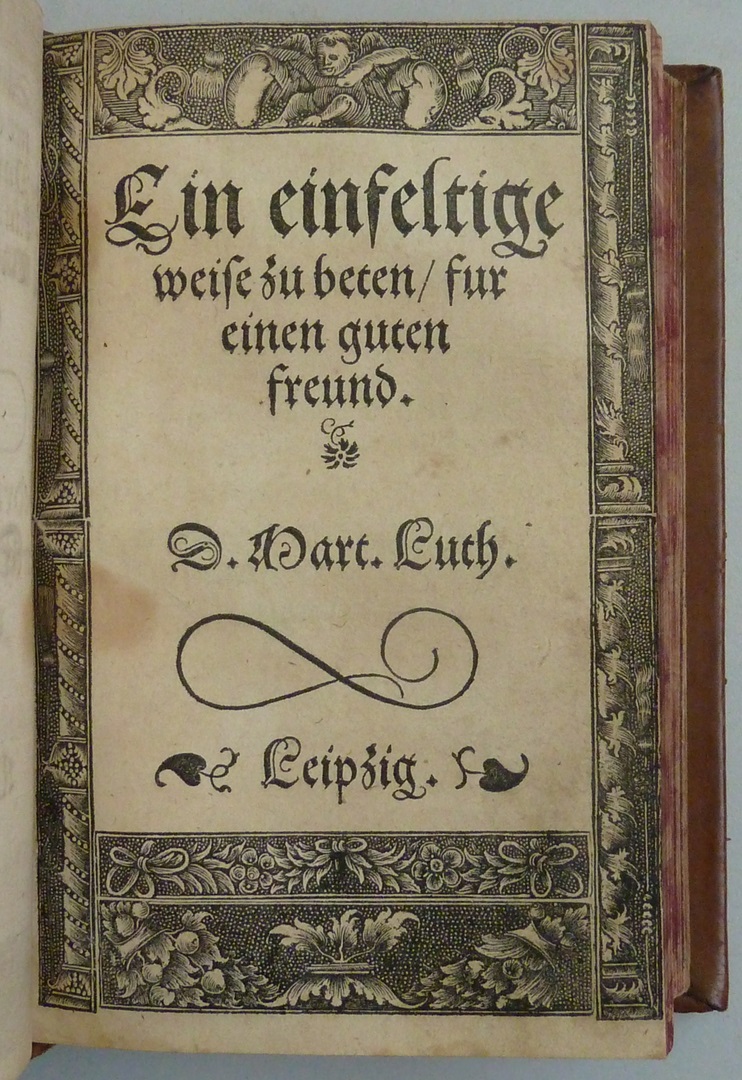 Ein einfeltige
weise zu beten/ fur
einen guten
freund.
D. Mart. Luth.
Leipzig.